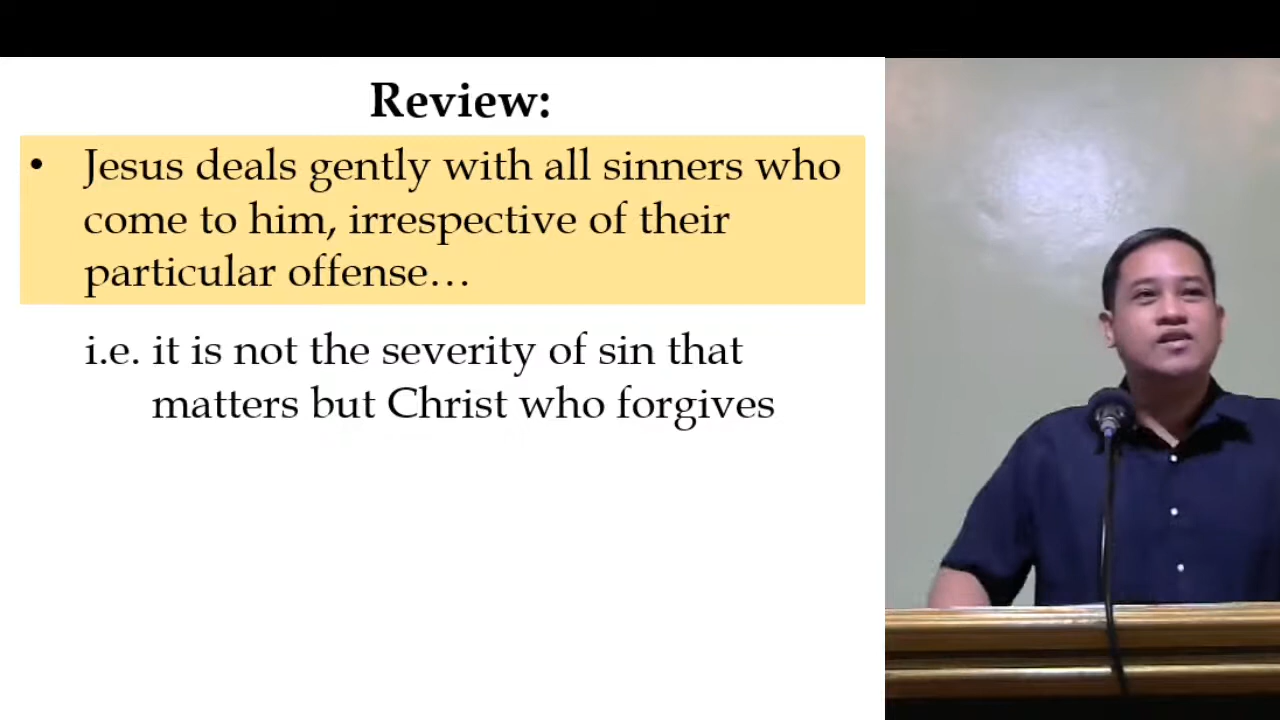 Review:
• Jesus deals gently with all sinners who
come to him, irrespective of their
particular offense…
i.e. it is not the severity of sin that
matters but Christ who forgives